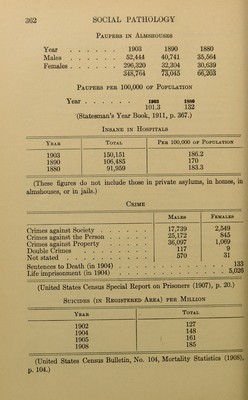 362 SOCIAL PATHOLOGY
Paupers in Almshouses
Year . . . . . . 1903 1890 1880
Males . . . . . 52,444 40,741 35,564
Females . . . . . 296,320 32,304 30,639
348,764 73,045 66,203
Paupers per 100,000 of Population
Year . . . . . . 1903 1890
101.3 132
(Statesman's Year Book, 1911, p. 367.)
Insane in Hospitals
Year Total Per 100,000 of Population
1903 150,151 186.2
1890 106,485 170
1880 91,959 183.3
(These figures do not include those in private asylums, in homes, in
almshouses, or in jails.)
Crime
Males Females
Crimes against Society . . . . . 17,739 2,549
Crimes against the Person . . . . 25,172 845
Crimes against Property . . . . 36,097 1,069
Double Crimes . . . . . 117 9
Not stated . . . . . 570 31
Sentences to Death (in 1904) . . . . . 133
Life imprisonment (in 1904) . . . . . 5,026
(United States Census Special Report on Prisoners (1907), p. 20.)
Suicides (in Registered Area) per Million
Year Total
1902 127
1904 148
1905 161
1908 185
(United States Census Bulletin, No. 104, Mortality Statistics (1908),
p. 104.)